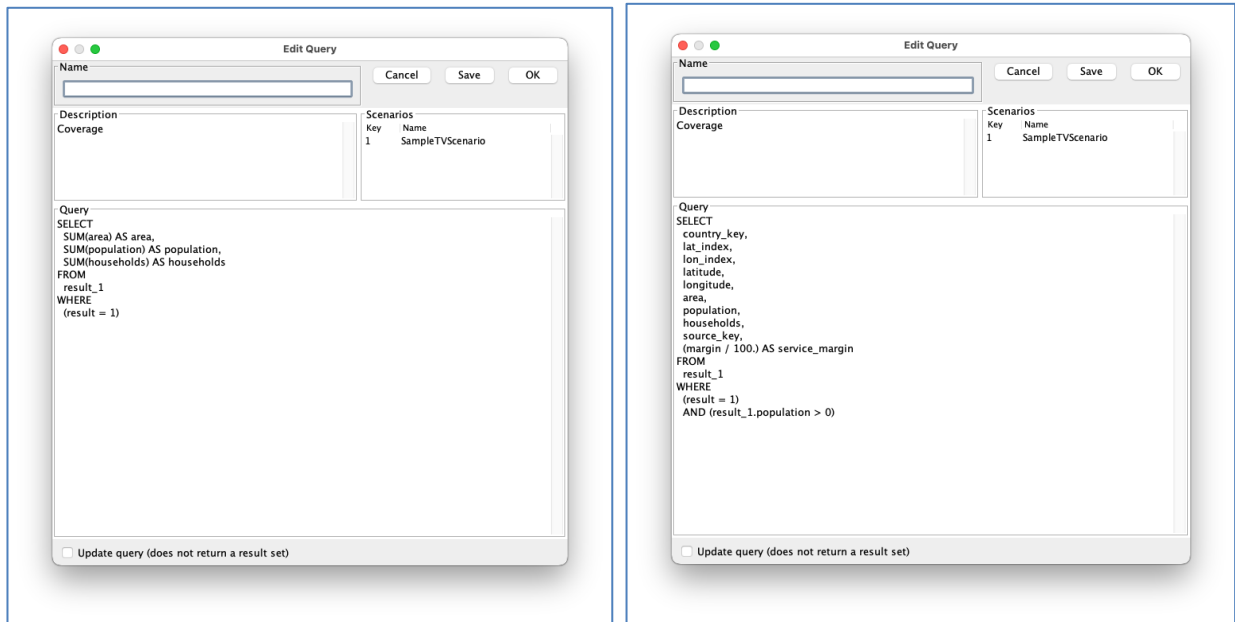 Edit Query
Name
Cancel Save OK
Description
Coverage
Scenarios
Key Name
1 SampleTVScenario
Query
SELECT
SUM(area) AS area,
SUM(population) AS population,
SUM(households) AS households
FROM
result_1
WHERE
(result = 1)
Update query (does not return a result set)
Edit Query
Name
Cancel Save OK
Description
Coverage
Scenarios
Key Name
1 SampleTVScenario
Query
SELECT
country_key,
lat_index,
lon_index,
latitude,
longitude,
area,
population,
households,
source_key,
(margin / 100.) AS service_margin
FROM
result_1
WHERE
(result = 1)
AND (result_1.population > 0)
Update query (does not return a result set)